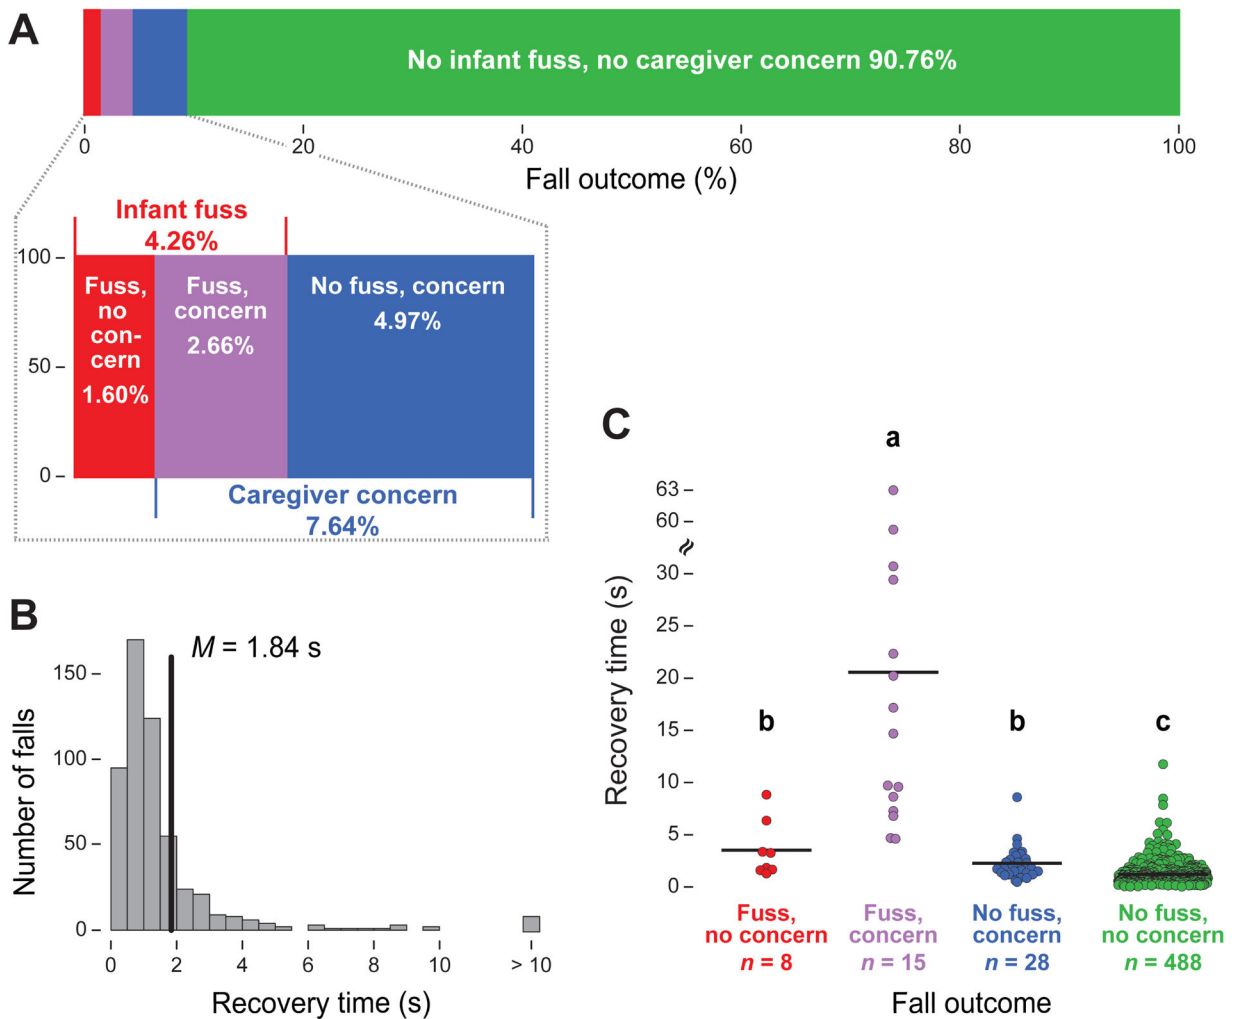 A
No infant fuss, no caregiver concern 90.76%
0 20 40 60 80 100
Fall outcome (%)
Infant fuss
4.26%
100
50
0
Fuss,
no
con-
cern
1.60%
Fuss,
concern
2.66%
No fuss, concern
4.97%
Caregiver concern
7.64%
B
M = 1.84 s
150
100
50
0
Number of falls
0 2 4 6 8 10 > 10
Recovery time (s)
C
a
b
b
c
63
60
30
25
20
15
10
5
0
Recovery time (s)
Fuss,
no concern
n = 8
Fuss,
concern
n = 15
No fuss,
concern
n = 28
No fuss,
no concern
n = 488
Fall outcome